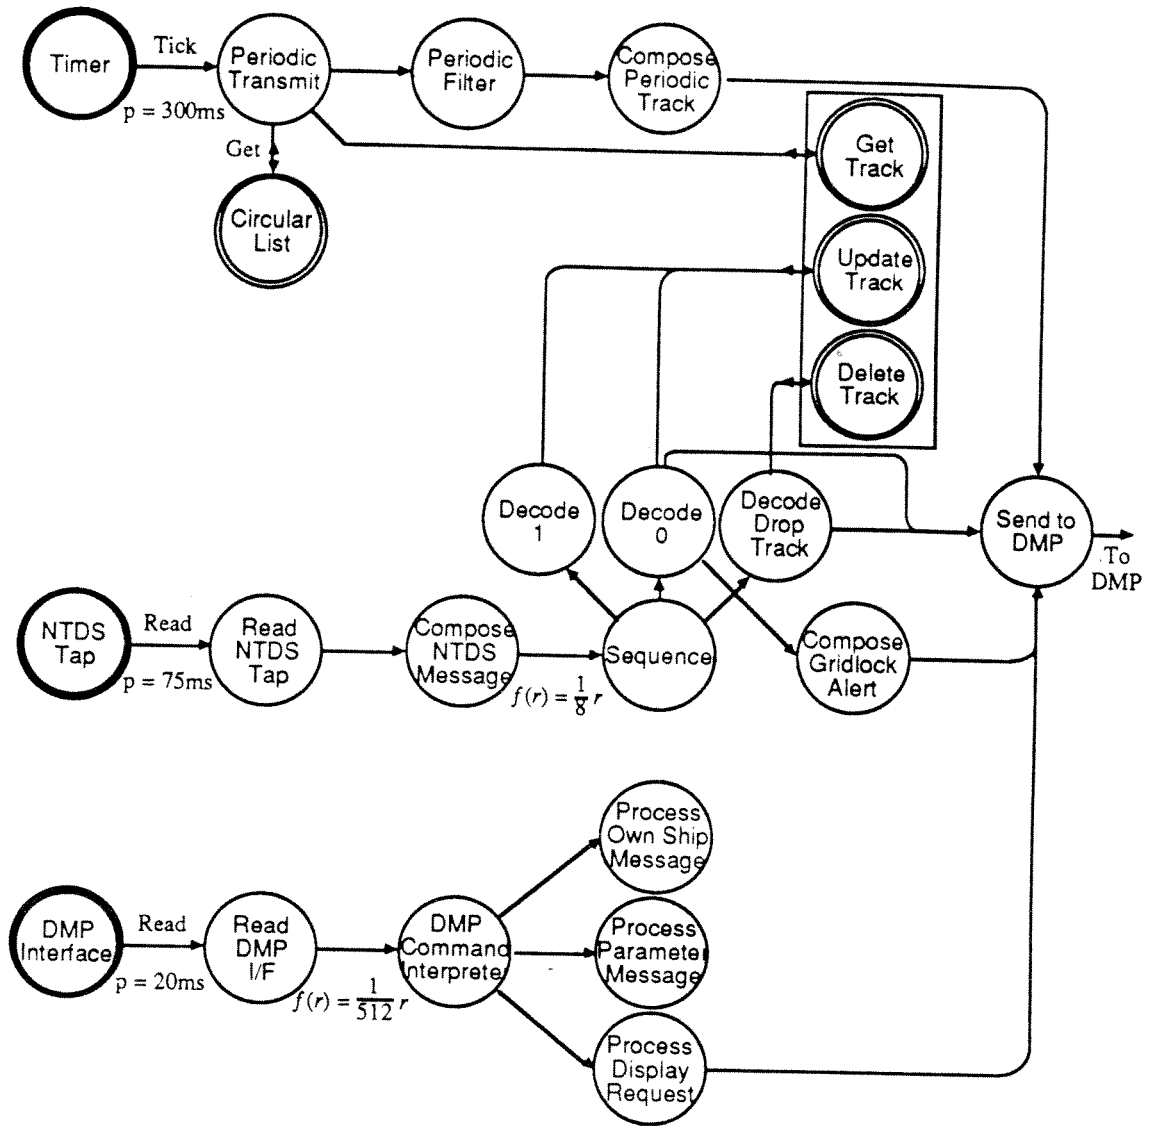 Timer
Tick
p = 300ms
Periodic
Transmit
Periodic
Filter
Compose
Periodic
Track
Get
Circular
List
Get
Track
Update
Track
Delete
Track
Decode
1
Decode
0
Decode
Drop
Track
Send to
DMP
To
DMP
NTDS
Tap
Read
p = 75ms
Read
NTDS
Tap
Compose
NTDS
Message
f(r) = 1/8 r
Sequence
Compose
Gridlock
Alert
Process
Own Ship
Message
DMP
Interface
Read
p = 20ms
Read
DMP
I/F
f(r) = 1/512 r
DMP
Command
Interprete
Process
Parameter
Message
Process
Display
Request